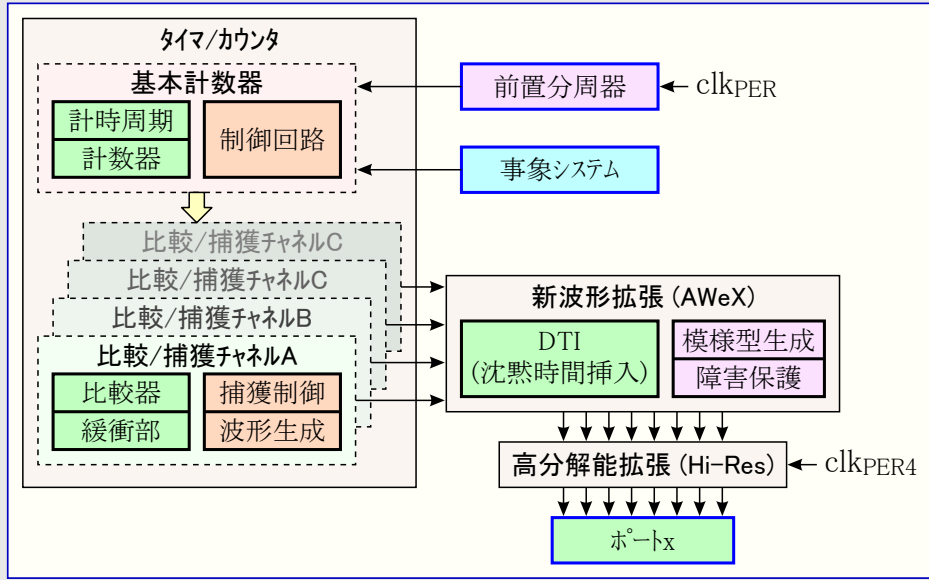 タイマ/カウンタ
基本計数器
計時周期
計数器
制御回路
前置分周器
clkPER
事象システム
比較/捕獲チャネルC
比較/捕獲チャネルC
比較/捕獲チャネルB
比較/捕獲チャネルA
比較器
緩衝部
捕獲制御
波形生成
新波形拡張 (AWeX)
DTI
(沈黙時間挿入)
模様型生成
障害保護
高分解能拡張 (Hi-Res)
clkPER4
ポートx